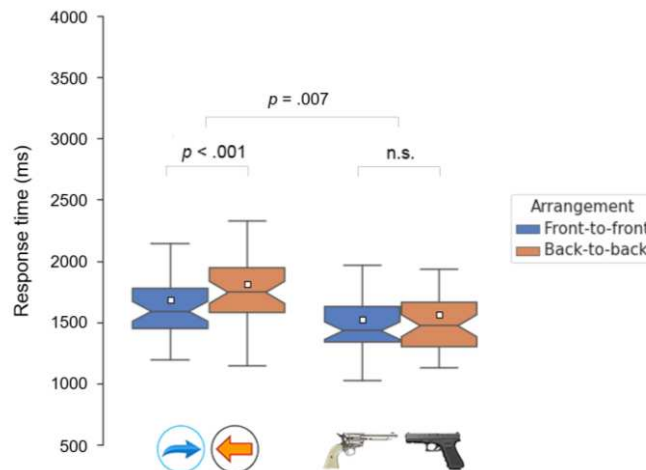 4000
3500
3000
2500
2000
1500
1000
500
Response time (ms)
p = .007
p < .001
n.s.
Arrangement
Front-to-front
Back-to-back